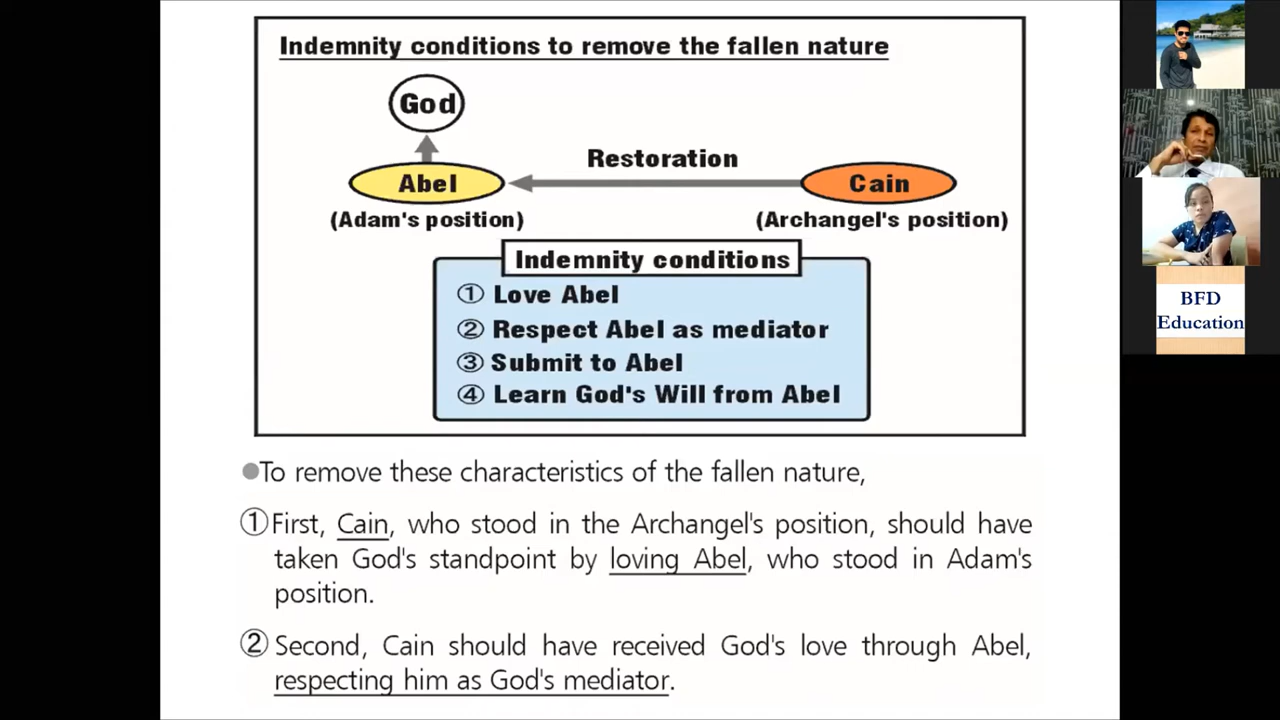 Indemnity conditions to remove the fallen nature
God
Restoration
Abel
Cain
(Adam's position)
(Archangel's position)
Indemnity conditions
① Love Abel
② Respect Abel as mediator
③ Submit to Abel
④ Learn God's Will from Abel
●To remove these characteristics of the fallen nature,
①First, Cain, who stood in the Archangel's position, should have
taken God's standpoint by loving Abel, who stood in Adam's
position.
②Second, Cain should have received God's love through Abel,
respecting him as God's mediator.
BFD
Education